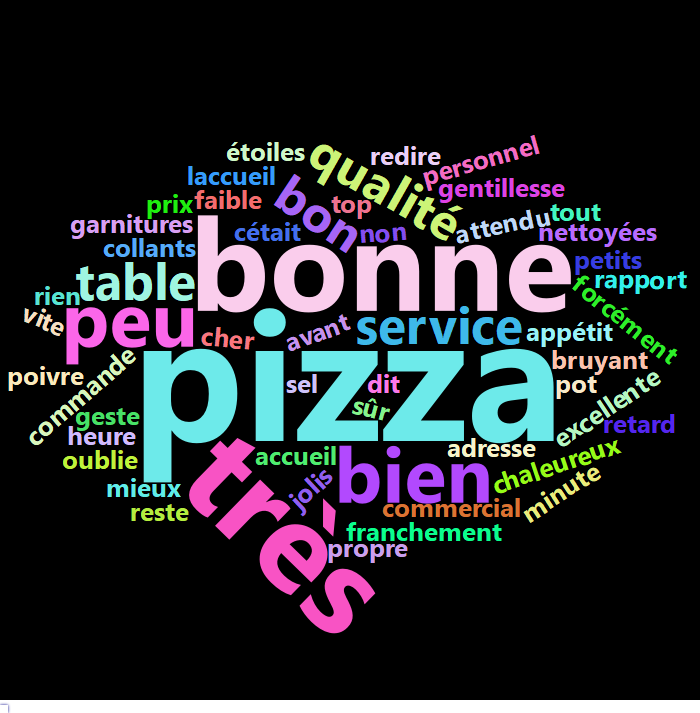 étoiles
redire
personnel
laccueil
qualité
gentillesse
prix
faible
bon
top
attendu
tout
garnitures
cétait
non
nettoyées
collants
bonne
petits
table
rapport
rien
forcément
vite
peu
cher
avant
service
appétit
pizza
bruyant
poivre
commande
sel
dit
pot
sûr
excellente
geste
retard
heure
adresse
oublie
accueil
bien
chaleureux
mieux
jolis
minute
reste
très
commercial
franchement
propre